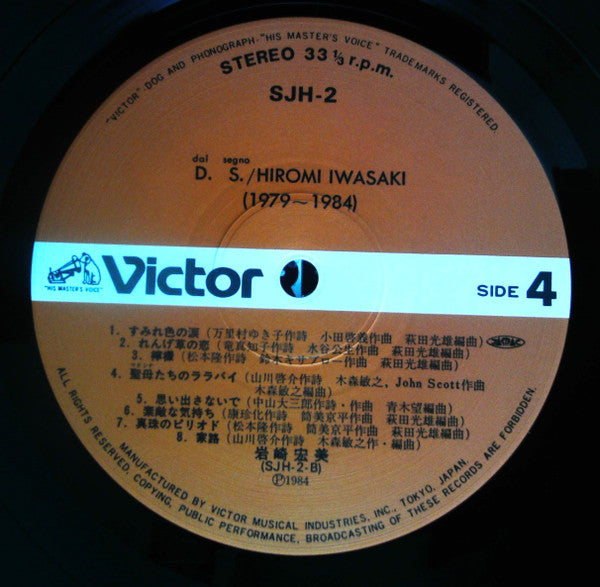 "VICTOR"-DOG AND PHONOGRAPH-"HIS MASTER'S VOICE" TRADEMARKS REGISTERED.
STEREO 33 1/3 r.p.m.
SJH-2
dal segno
D. S./HIROMI IWASAKI
(1979~1984)
"HIS MASTER'S VOICE"
Victor
SIDE 4
1. すみれ色の涙 (万里村ゆき子作詩 小田啓義作曲 萩田光雄編曲)
2. れんげ草の恋 (竜真知子作詩 水谷公生作曲 萩田光雄編曲)
3. 檸檬 (松本隆作詩 鈴木キサブロー作曲 萩田光雄編曲)
マドンナ
4. 聖母たちのララバイ (山川啓介作詩 木森敏之, John Scott作曲
木森敏之編曲)
5. 思い出さないで (中山大三郎作詩・作曲 青木望編曲)
6. 素敵な気持ち (康珍化作詩 筒美京平作曲 萩田光雄編曲)
7. 真珠のピリオド (松本隆作詩 筒美京平作曲 萩田光雄編曲)
8. 家路 (山川啓介作詩 木森敏之作・編曲)
岩崎宏美
(SJH-2-B)
Ⓟ1984
ALL RIGHTS RESERVED. UNAUTHORIZED COPYING, PUBLIC PERFORMANCE, BROADCASTING OF THESE RECORDS ARE FORBIDDEN.
MANUFACTURED BY VICTOR MUSICAL INDUSTRIES, INC., TOKYO, JAPAN.